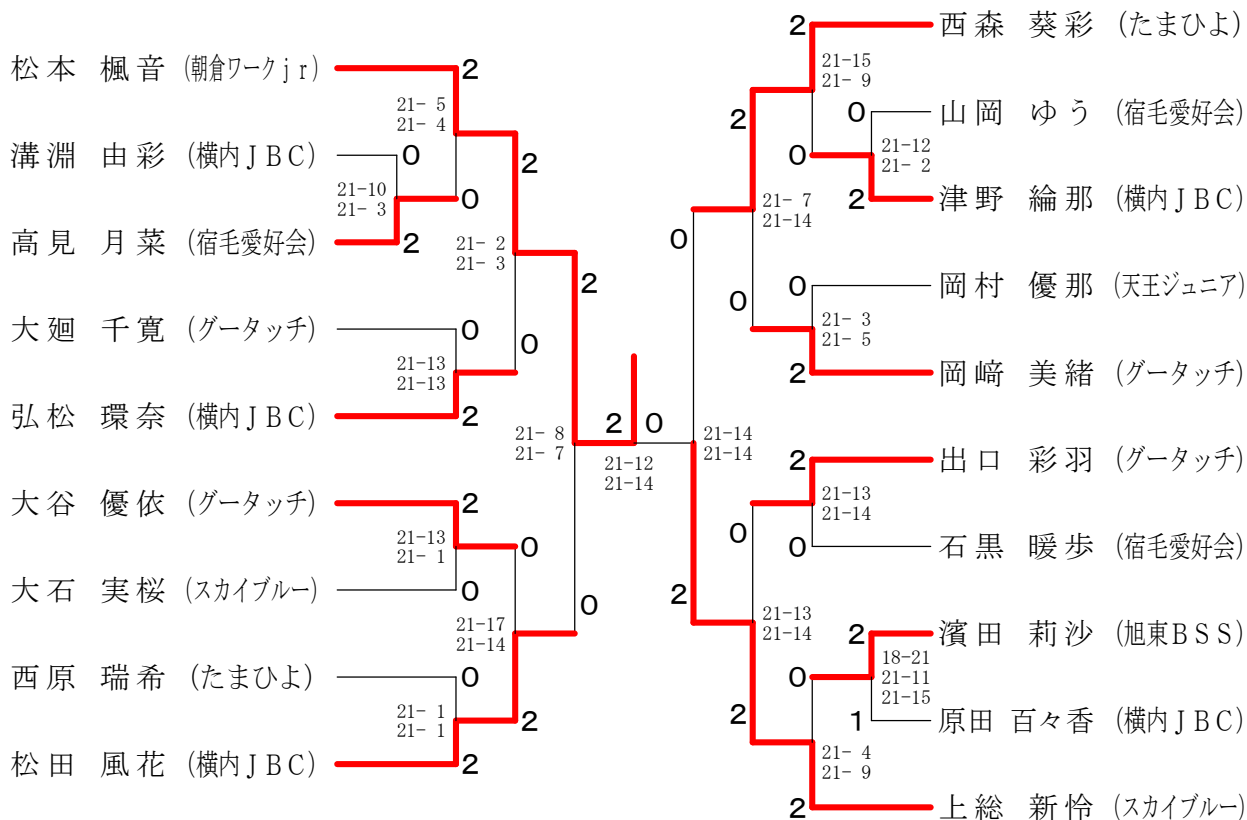 2 西森 葵彩 (たまひよ)
松本 楓音 (朝倉ワークjr) 2
21-15
21- 9
21- 5
21- 4
2
0 山岡 ゆう (宿毛愛好会)
溝淵 由彩 (横内JBC) 0
2
0
21-12
21- 2
21-10
21- 3
0
21- 7
21-14
2 津野 綸那 (横内JBC)
高見 月菜 (宿毛愛好会) 2
21- 2
21- 3
0
2
0 岡村 優那 (天王ジュニア)
大廻 千寛 (グータッチ) 0
0
0
21- 3
21- 5
21-13
21-13
2 岡﨑 美緒 (グータッチ)
弘松 環奈 (横内JBC) 2
21- 8
21- 7
2 0
21-12
21-14
21-14
21-14
2 出口 彩羽 (グータッチ)
大谷 優依 (グータッチ) 2
21-13
21-14
21-13
21- 1
0
0
0 石黒 暖歩 (宿毛愛好会)
大石 実桜 (スカイブルー) 0
0
2
21-17
21-14
21-13
21-14
2 濱田 莉沙 (旭東BSS)
西原 瑞希 (たまひよ) 0
0
18-21
21-11
21-15
21- 1
21- 1
2
2
1 原田 百々香 (横内JBC)
松田 風花 (横内JBC) 2
21- 4
21- 9
2 上総 新怜 (スカイブルー)